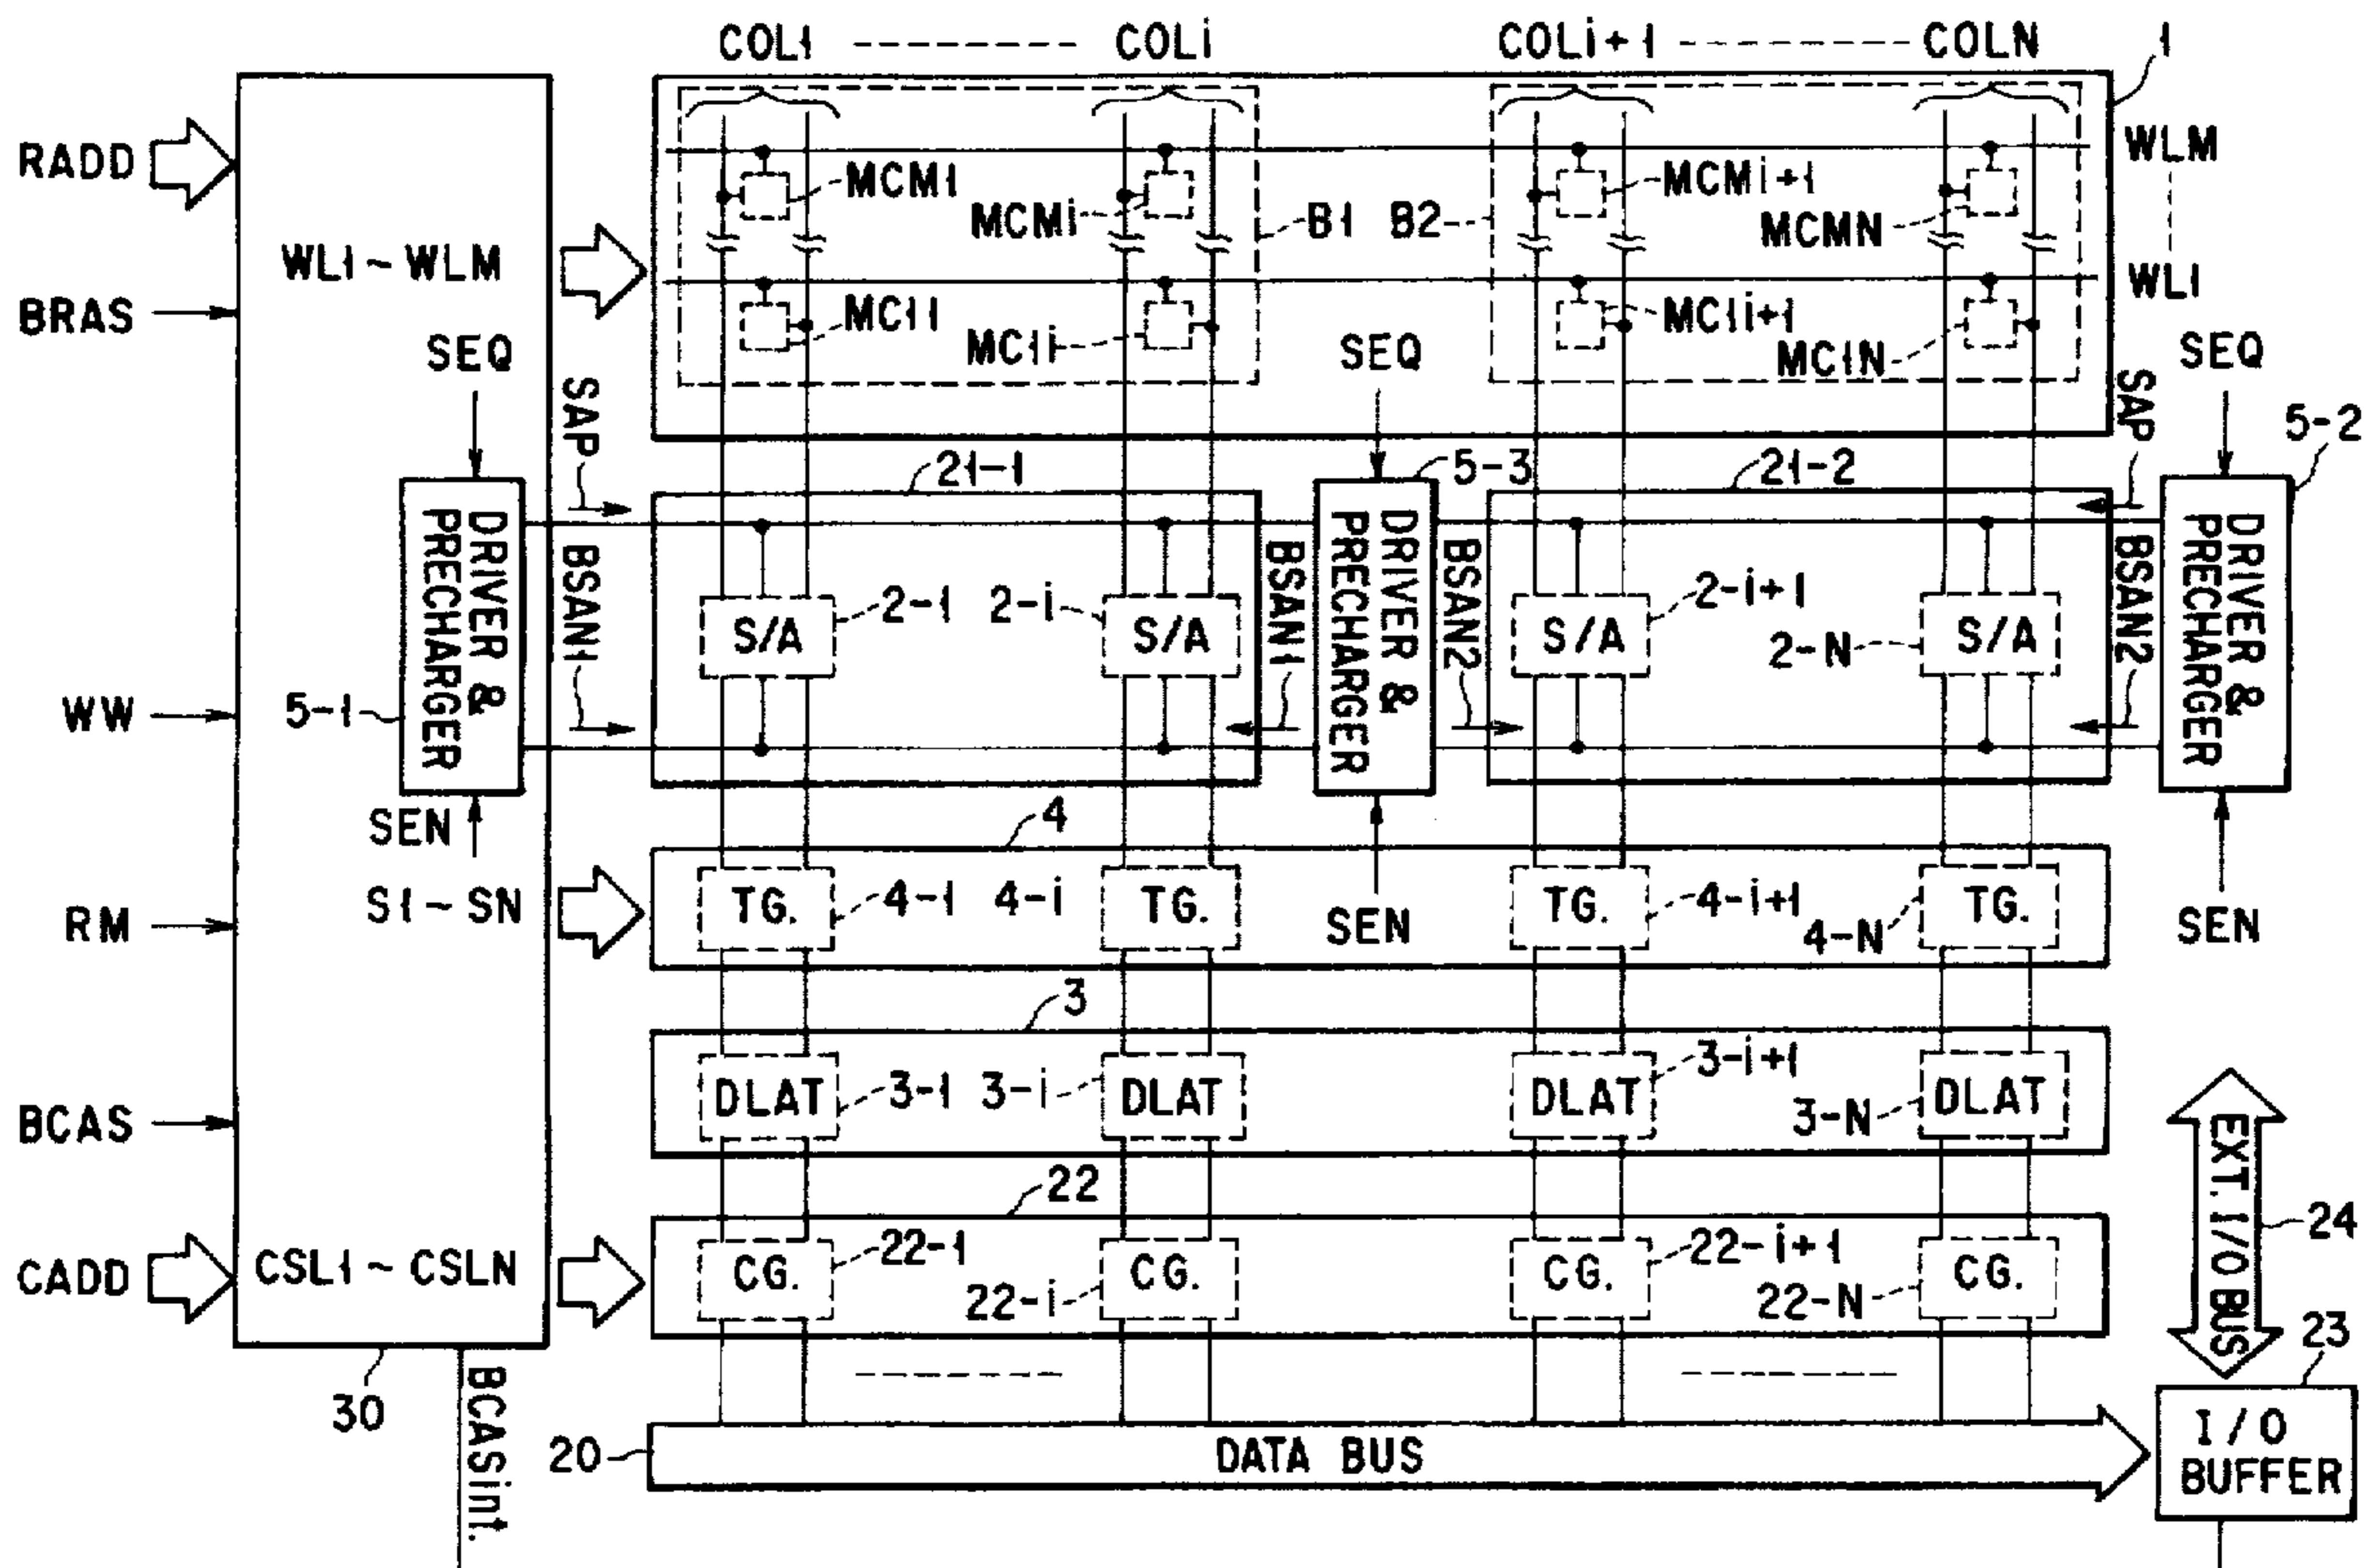 COL1 COLi COLi+1 COLN 1
RADD
WLM
MCM1
MCMi
MCMi+1
MCMN
B1 B2
WL1~WLM
WL1
BRAS
MC11
MC1i
MC1i+1
MC1N
SEQ
SEQ
SEQ
SAP
SAP
5-2
21-1
5-3
21-2
DRIVER &
PRECHARGER
BSAN1
BSAN1
DRIVER &
PRECHARGER
BSAN2
BSAN2
DRIVER &
PRECHARGER
S/A 2-1 2-i S/A
S/A 2-i+1 2-N S/A
WW
5-1
SEN
4
S1~SN
TG. 4-1 4-i TG.
TG. 4-i+1 4-N TG.
RM
SEN
SEN
3
DLAT 3-1 3-i DLAT
DLAT 3-i+1 3-N DLAT
BCAS
22
EXT. I/O BUS
24
CADD
CSL1~CSLN
CG. 22-1 22-i CG.
CG. 22-i+1 22-N CG.
23
30
BCASint.
20
DATA BUS
I/O
BUFFER